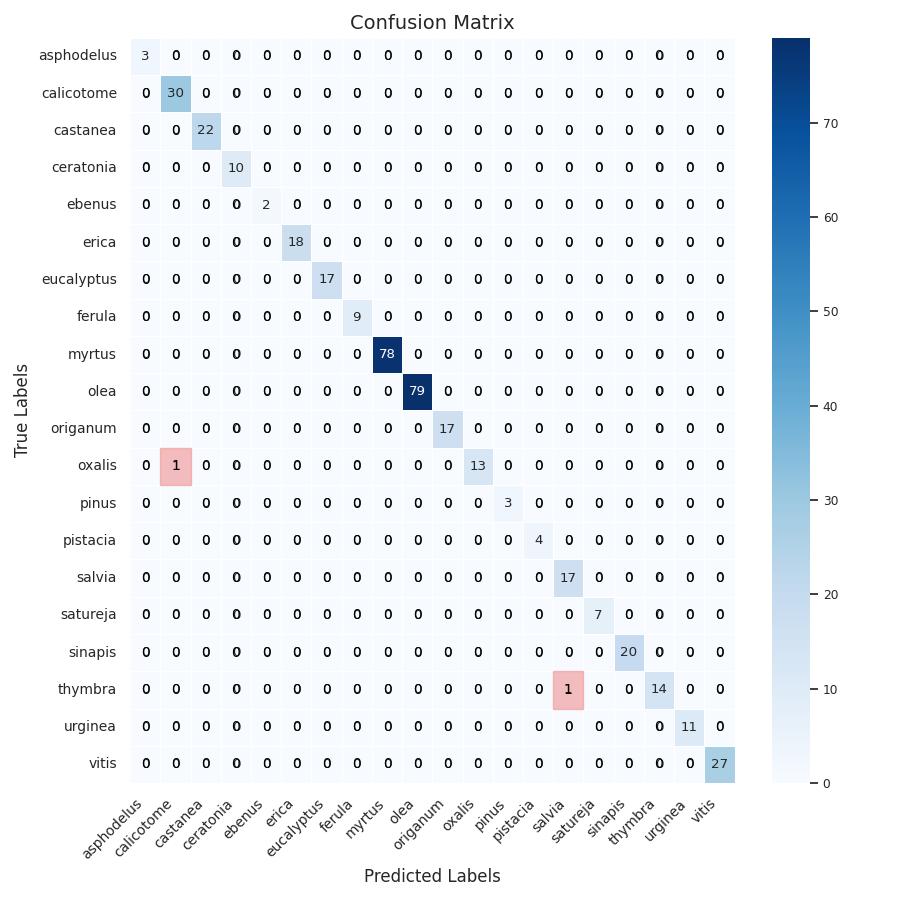 Confusion Matrix
asphodelus 3 0 0 0 0 0 0 0 0 0 0 0 0 0 0 0 0 0 0 0
calicotome 0 30 0 0 0 0 0 0 0 0 0 0 0 0 0 0 0 0 0 0
castanea 0 0 22 0 0 0 0 0 0 0 0 0 0 0 0 0 0 0 0 0
ceratonia 0 0 0 10 0 0 0 0 0 0 0 0 0 0 0 0 0 0 0 0
ebenus 0 0 0 0 2 0 0 0 0 0 0 0 0 0 0 0 0 0 0 0
erica 0 0 0 0 0 18 0 0 0 0 0 0 0 0 0 0 0 0 0 0
eucalyptus 0 0 0 0 0 0 17 0 0 0 0 0 0 0 0 0 0 0 0 0
ferula 0 0 0 0 0 0 0 9 0 0 0 0 0 0 0 0 0 0 0 0
myrtus 0 0 0 0 0 0 0 0 78 0 0 0 0 0 0 0 0 0 0 0
olea 0 0 0 0 0 0 0 0 0 79 0 0 0 0 0 0 0 0 0 0
origanum 0 0 0 0 0 0 0 0 0 0 17 0 0 0 0 0 0 0 0 0
oxalis 0 1 0 0 0 0 0 0 0 0 0 13 0 0 0 0 0 0 0 0
pinus 0 0 0 0 0 0 0 0 0 0 0 0 3 0 0 0 0 0 0 0
pistacia 0 0 0 0 0 0 0 0 0 0 0 0 0 4 0 0 0 0 0 0
salvia 0 0 0 0 0 0 0 0 0 0 0 0 0 0 17 0 0 0 0 0
satureja 0 0 0 0 0 0 0 0 0 0 0 0 0 0 0 7 0 0 0 0
sinapis 0 0 0 0 0 0 0 0 0 0 0 0 0 0 0 0 20 0 0 0
thymbra 0 0 0 0 0 0 0 0 0 0 0 0 0 0 1 0 0 14 0 0
urginea 0 0 0 0 0 0 0 0 0 0 0 0 0 0 0 0 0 0 11 0
vitis 0 0 0 0 0 0 0 0 0 0 0 0 0 0 0 0 0 0 0 27
asphodelus calicotome castanea ceratonia ebenus erica eucalyptus ferula myrtus olea origanum oxalis pinus pistacia salvia satureja sinapis thymbra urginea vitis
Predicted Labels
True Labels
70
60
50
40
30
20
10
0